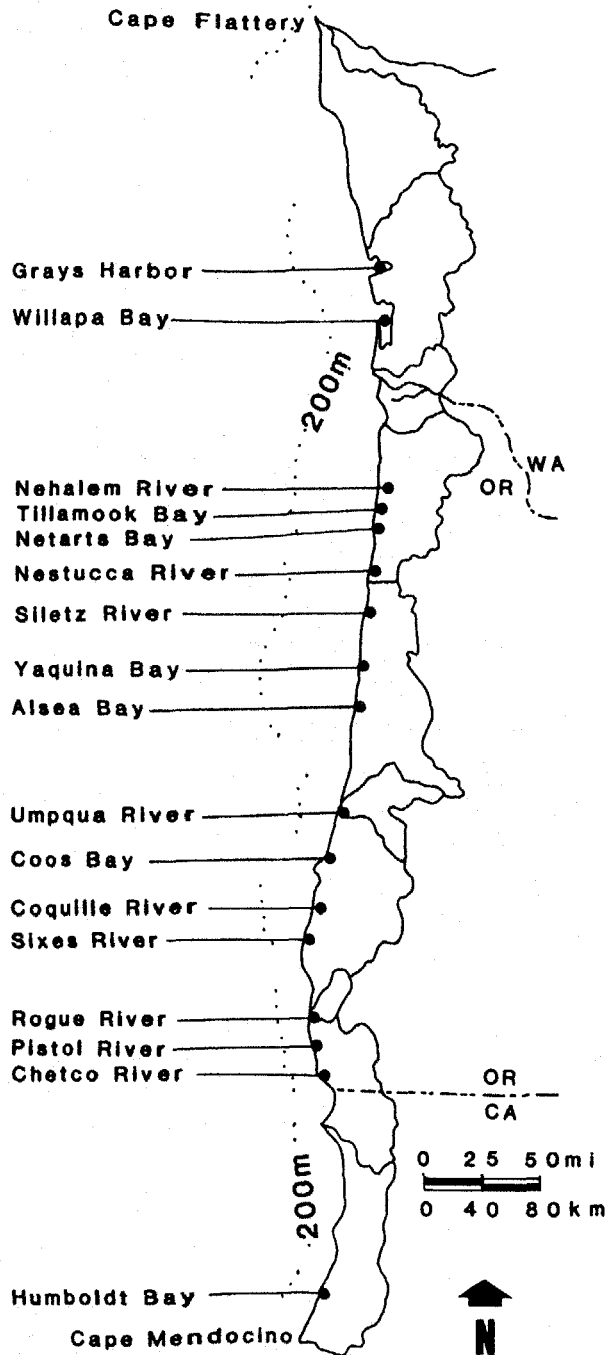 Cape Flattery
Grays Harbor
Willapa Bay
200m
WA
OR
Nehalem River
Tillamook Bay
Netarts Bay
Nestucca River
Siletz River
Yaquina Bay
Alsea Bay
Umpqua River
Coos Bay
Coquille River
Sixes River
Rogue River
Pistol River
Chetco River
OR
CA
0 25 50mi
0 40 80km
200m
Humboldt Bay
Cape Mendocino
N